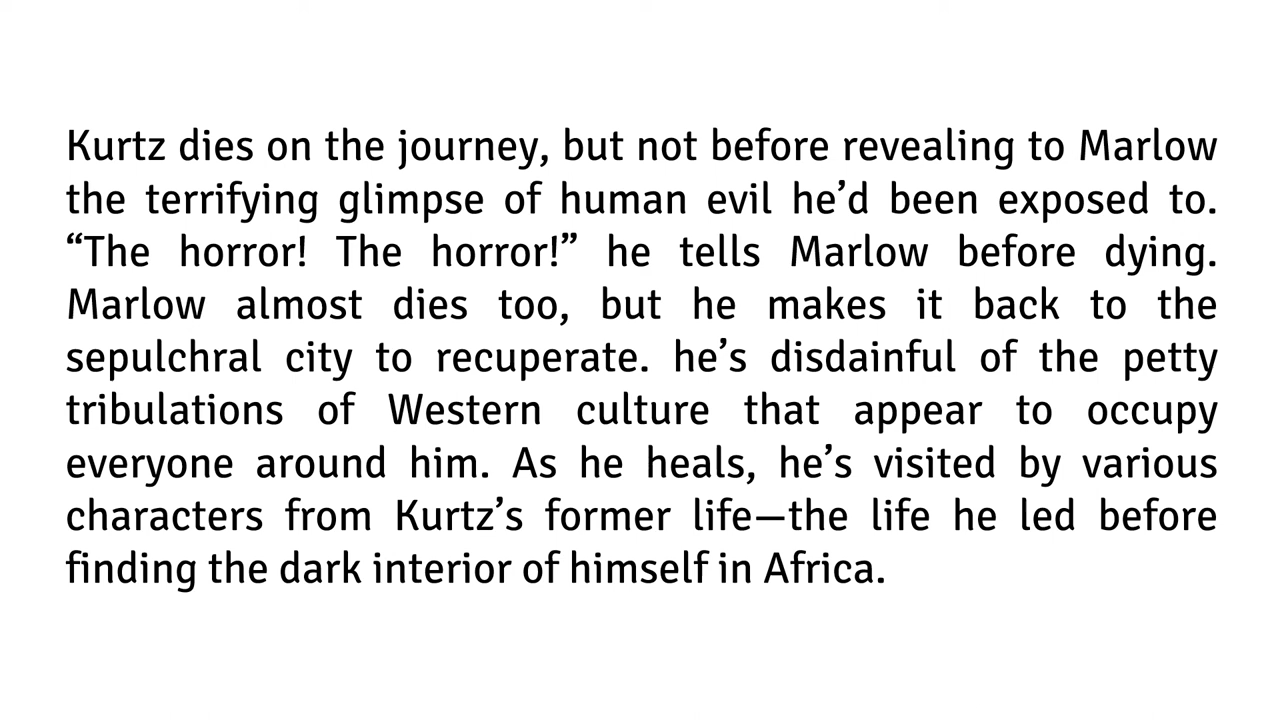 Kurtz dies on the journey, but not before revealing to Marlow
the terrifying glimpse of human evil he’d been exposed to.
“The horror! The horror!” he tells Marlow before dying.
Marlow almost dies too, but he makes it back to the
sepulchral city to recuperate. he’s disdainful of the petty
tribulations of Western culture that appear to occupy
everyone around him. As he heals, he’s visited by various
characters from Kurtz’s former life—the life he led before
finding the dark interior of himself in Africa.